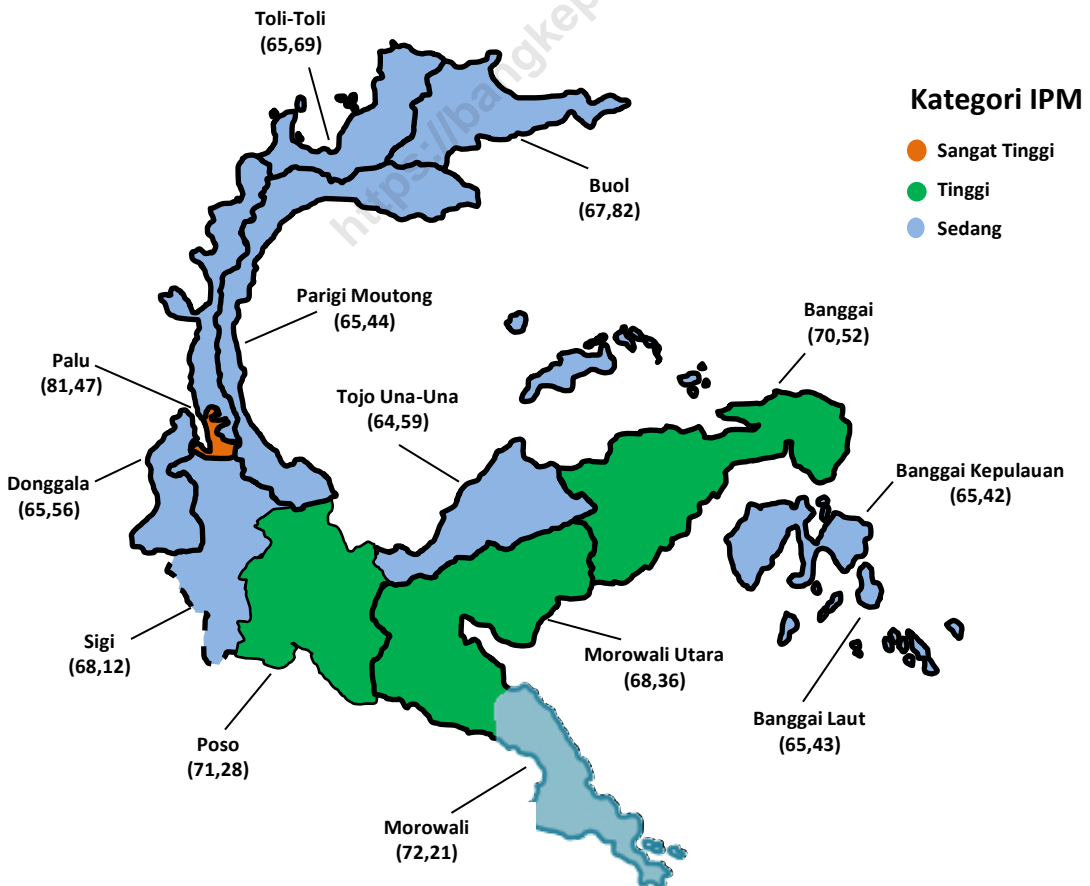 Toli-Toli
(65,69)
Kategori IPM
Sangat Tinggi
Tinggi
Sedang
Buol
(67,82)
https://bangkep
Parigi Moutong
(65,44)
Banggai
(70,52)
Palu
(81,47)
Tojo Una-Una
(64,59)
Donggala
(65,56)
Banggai Kepulauan
(65,42)
Sigi
(68,12)
Morowali Utara
(68,36)
Banggai Laut
(65,43)
Poso
(71,28)
Morowali
(72,21)